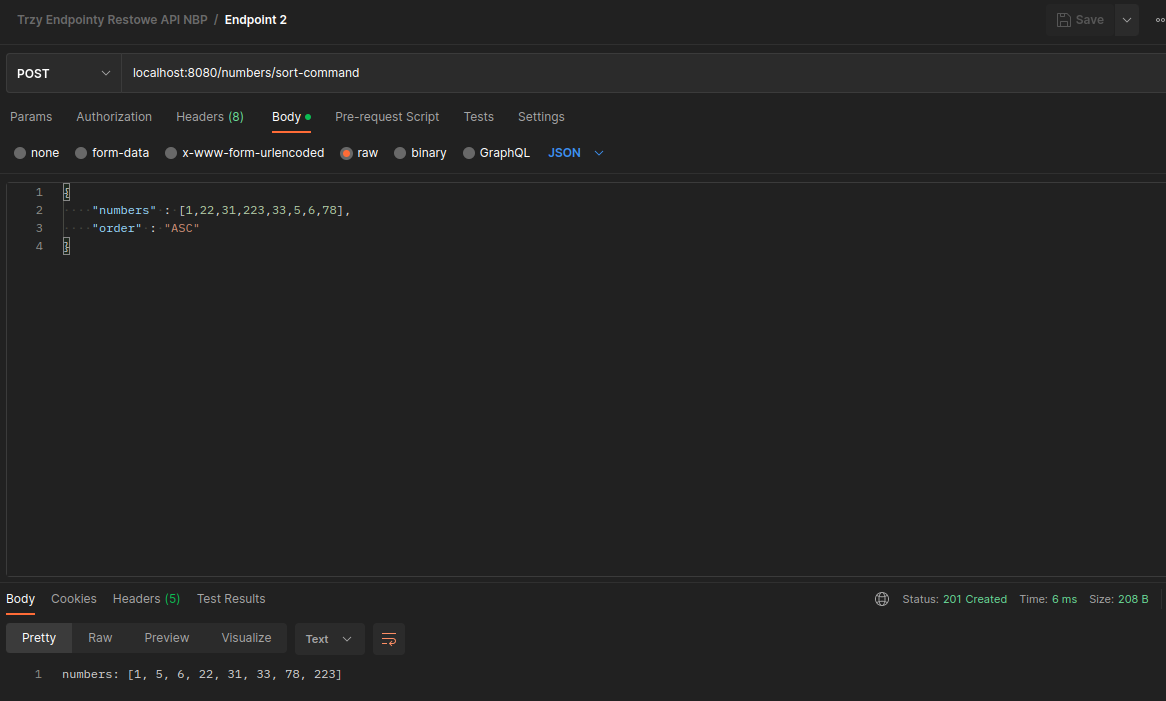 Trzy Endpointy Restowe API NBP / Endpoint 2
Save
POST
localhost:8080/numbers/sort-command
Params Authorization Headers (8) Body Pre-request Script Tests Settings
none form-data x-www-form-urlencoded raw binary GraphQL JSON
1 {
2 "numbers" : [1,22,31,223,33,5,6,78],
3 "order" : "ASC"
4 }
Body Cookies Headers (5) Test Results Status: 201 Created Time: 6 ms Size: 208 B
Pretty Raw Preview Visualize Text
1 numbers: [1, 5, 6, 22, 31, 33, 78, 223]